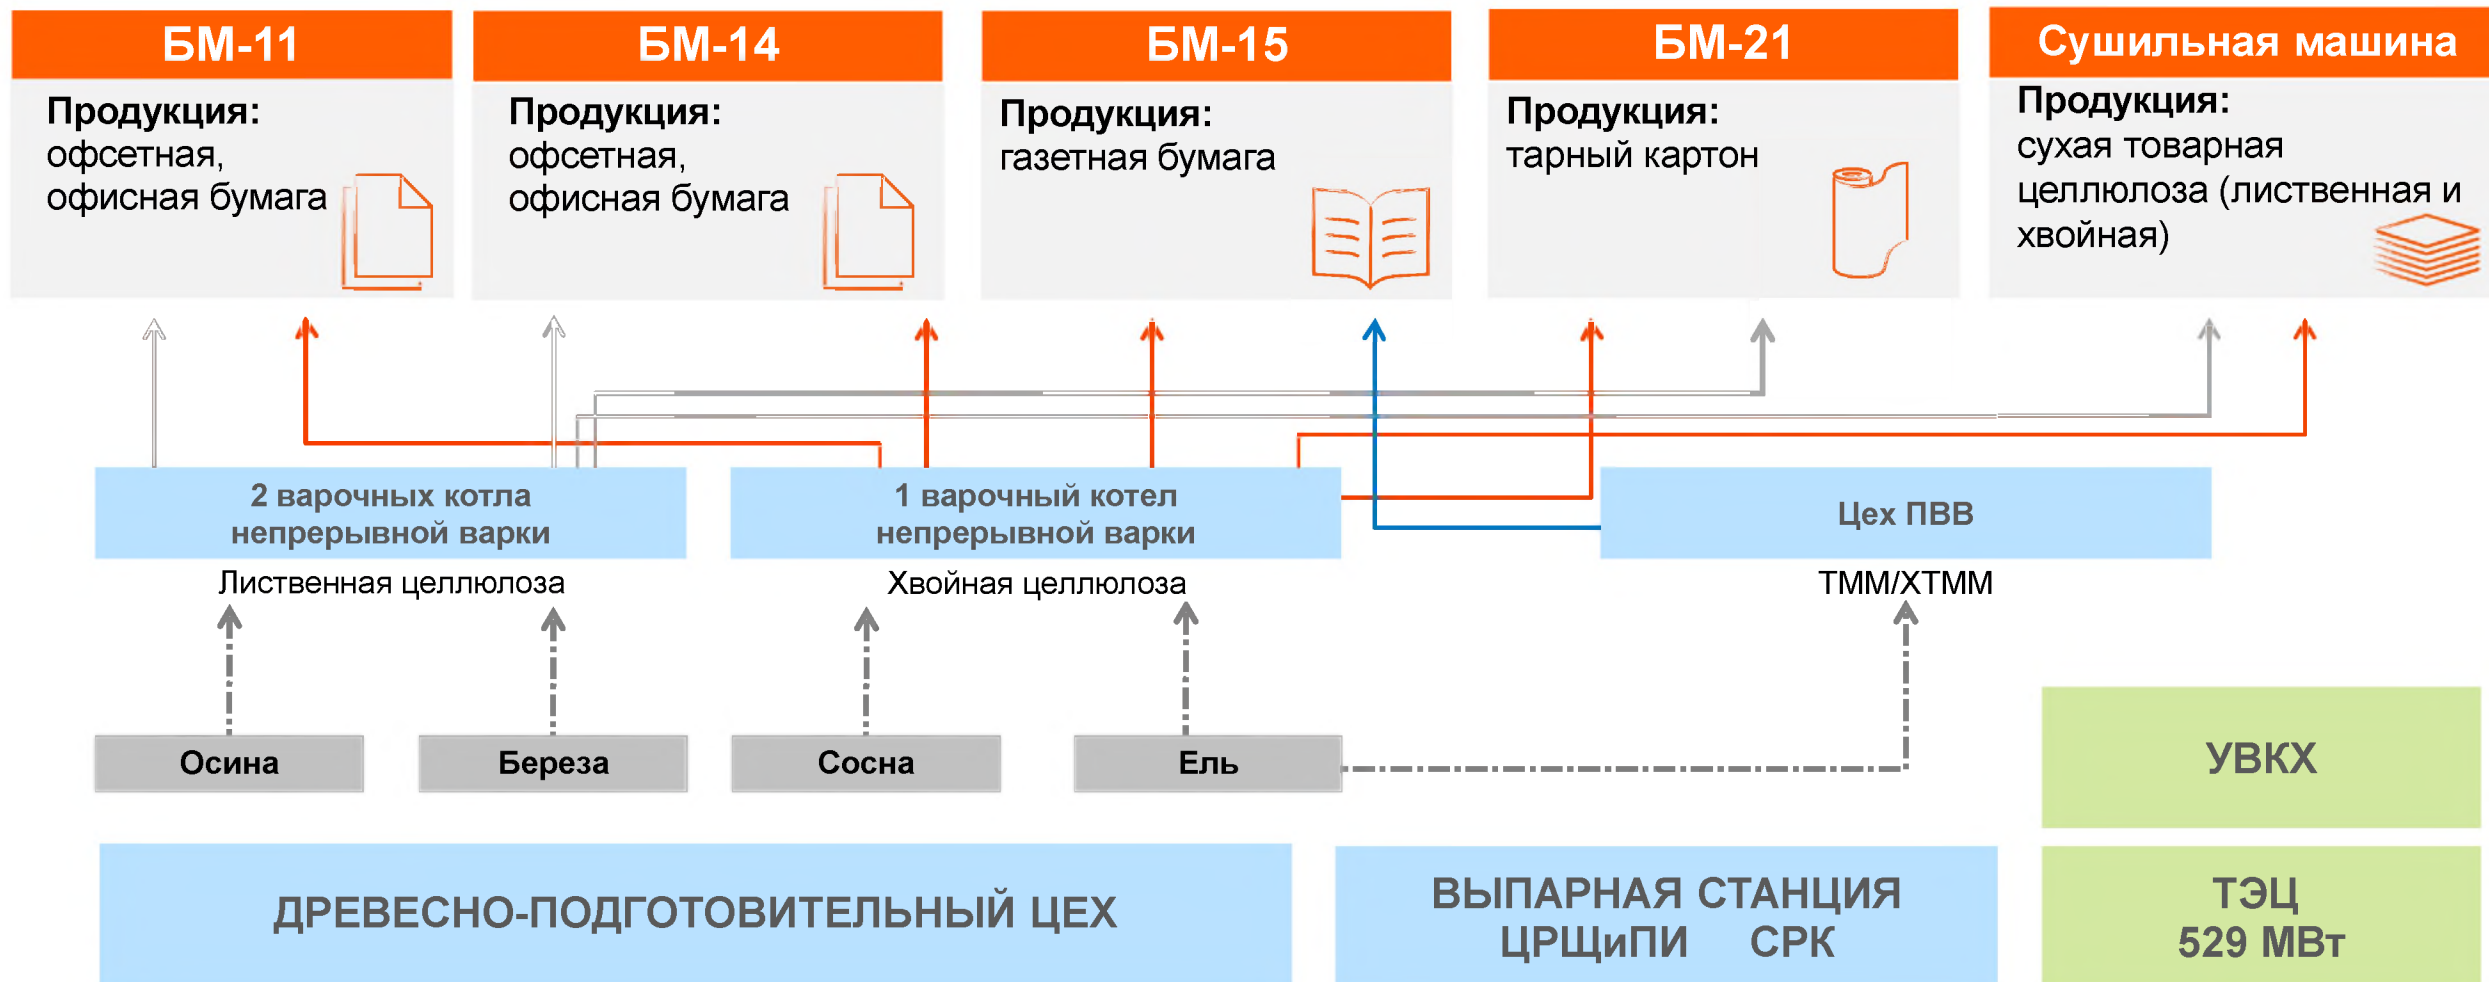 БМ-11
Продукция:
офсетная,
офисная бумага
БМ-14
Продукция:
офсетная,
офисная бумага
БМ-15
Продукция:
газетная бумага
БМ-21
Продукция:
тарный картон
Сушильная машина
Продукция:
сухая товарная
целлюлоза (лиственная и
хвойная)
2 варочных котла
непрерывной варки
Лиственная целлюлоза
1 варочный котел
непрерывной варки
Хвойная целлюлоза
Цех ПВВ
ТММ/ХТММ
Осина
Береза
Сосна
Ель
УВКХ
ДРЕВЕСНО-ПОДГОТОВИТЕЛЬНЫЙ ЦЕХ
ВЫПАРНАЯ СТАНЦИЯ
ЦРЩиПИ СРК
ТЭЦ
529 МВт